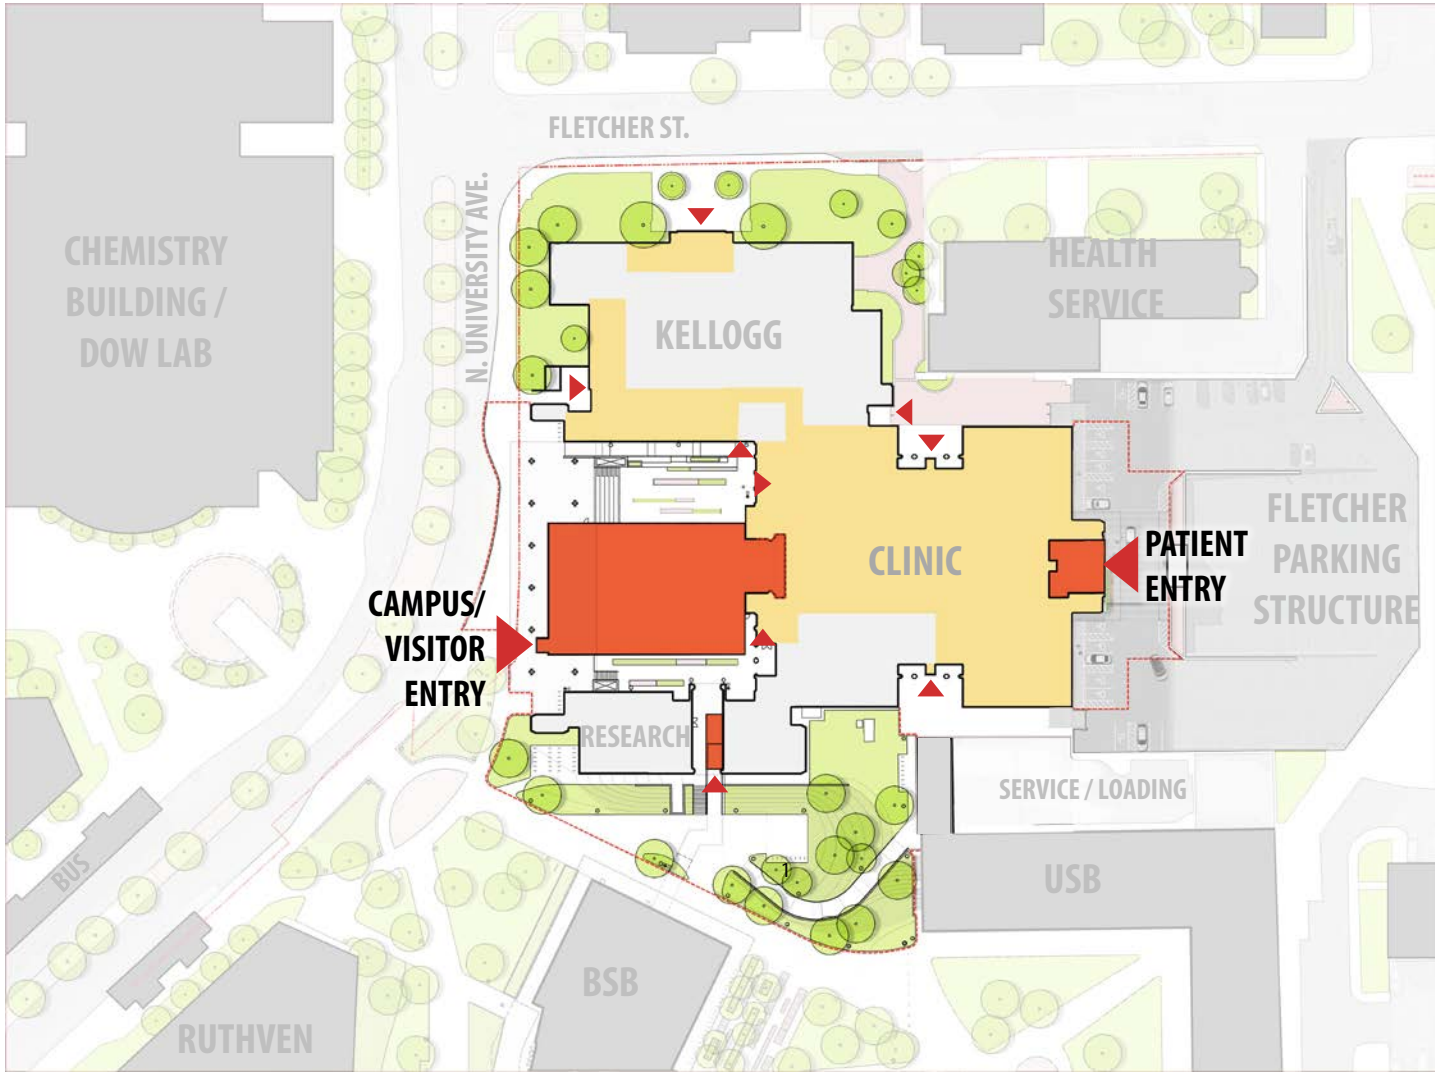 FLETCHER ST.
N. UNIVERSITY AVE.
CHEMISTRY
BUILDING /
DOW LAB
KELLOGG
HEALTH
SERVICE
CLINIC
PATIENT
ENTRY
FLETCHER
PARKING
STRUCTURE
CAMPUS/
VISITOR
ENTRY
RESEARCH
SERVICE / LOADING
BUS
1
USB
BSB
RUTHVEN